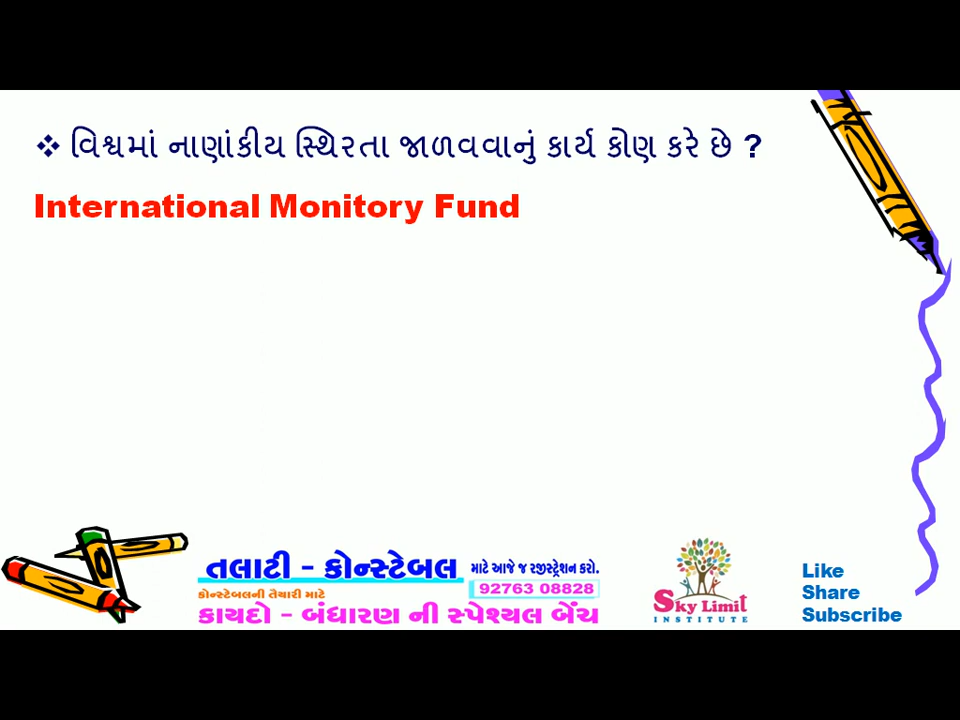 ❖ વિશ્વમાં નાણાંકીય સ્થિરતા જાળવવાનું કાર્ય કોણ કરે છે ?
International Monitory Fund
તલાટી - કોન્સ્ટેબલ માટે આજે જ રજીસ્ટ્રેશન કરો.
92763 08828
કોન્સ્ટેબલની તૈયારી માટે
કાયદો - બંધારણ ની સ્પેશ્યલ બેંચ
Sky Limit
INSTITUTE
Like
Share
Subscribe